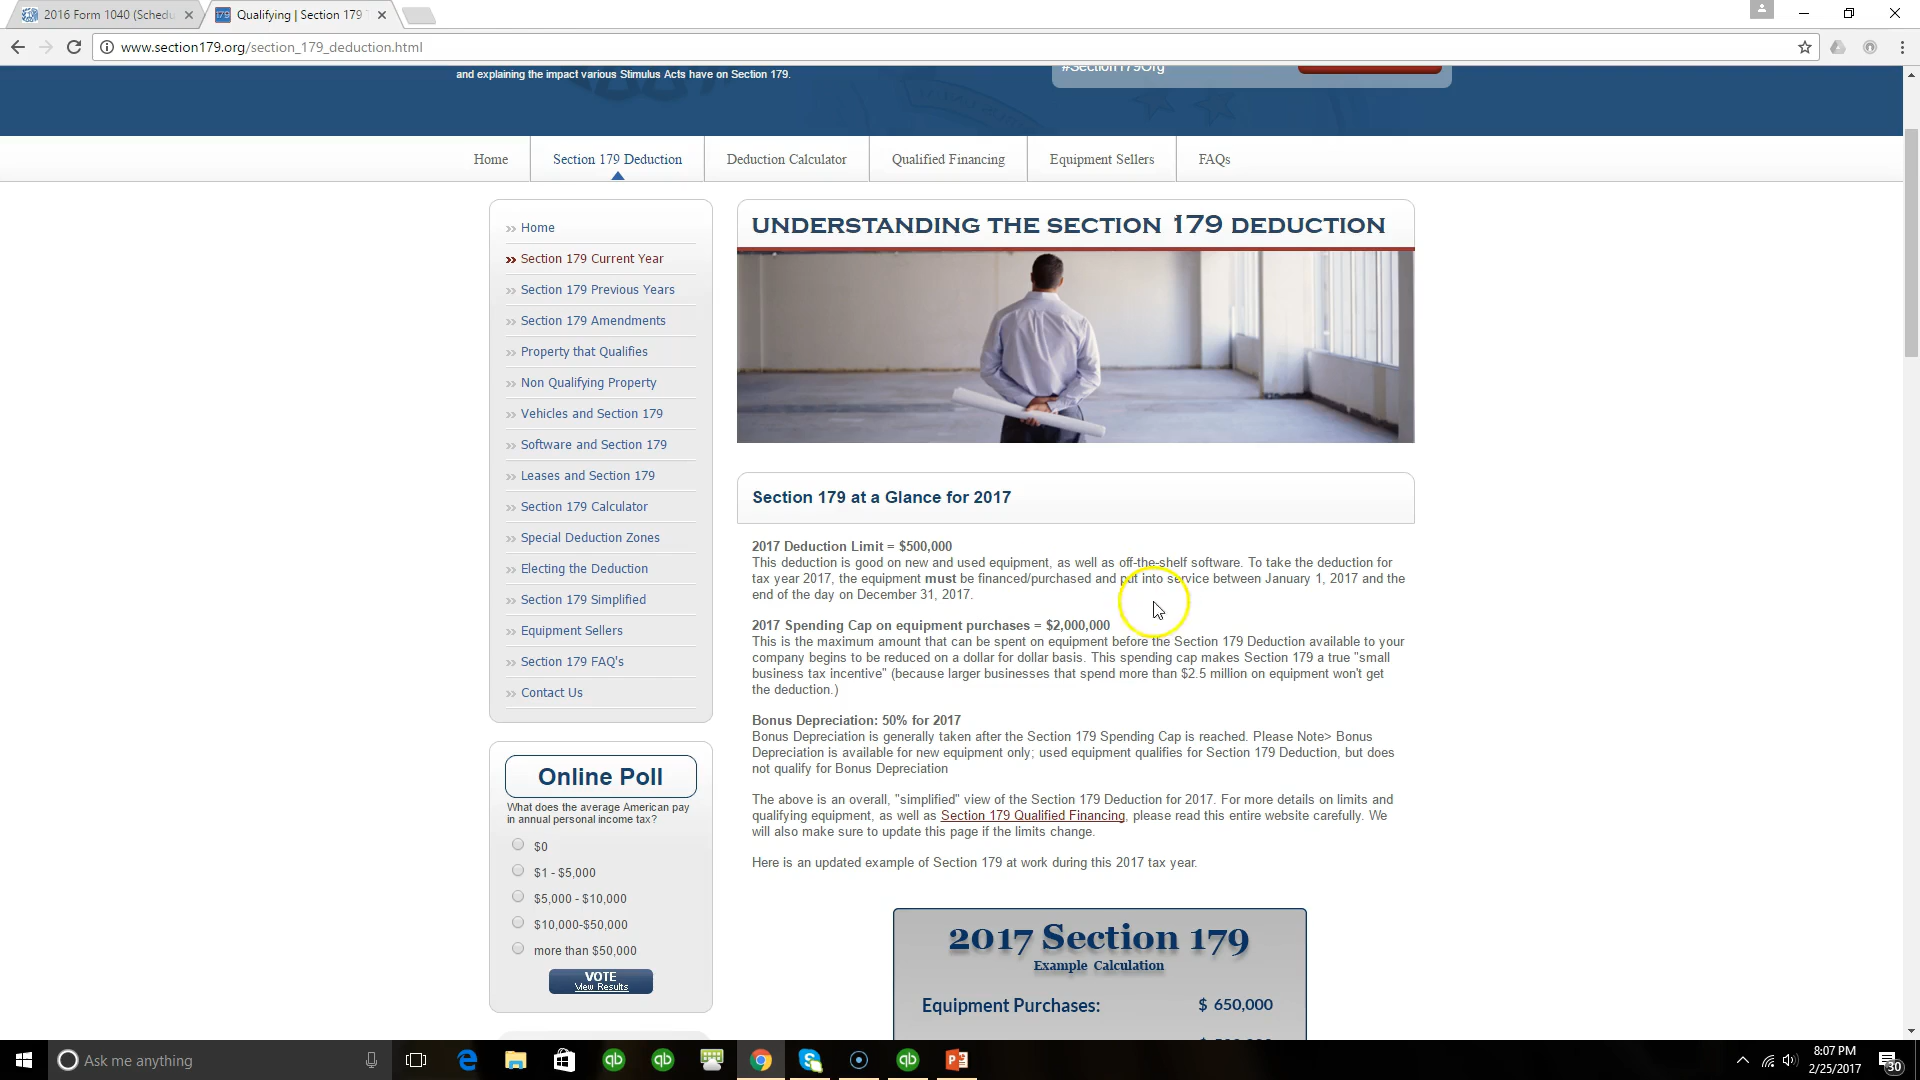 2016 Form 1040 (Schedu
Qualifying | Section 179
www.section179.org/section_179_deduction.html
and explaining the impact various Stimulus Acts have on Section 179.
#Section179Org
Home
Section 179 Deduction
Deduction Calculator
Qualified Financing
Equipment Sellers
FAQs
Home
Section 179 Current Year
Section 179 Previous Years
Section 179 Amendments
Property that Qualifies
Non Qualifying Property
Vehicles and Section 179
Software and Section 179
Leases and Section 179
Section 179 Calculator
Special Deduction Zones
Electing the Deduction
Section 179 Simplified
Equipment Sellers
Section 179 FAQ's
Contact Us
Online Poll
What does the average American pay
in annual personal income tax?
$0
$1 - $5,000
$5,000 - $10,000
$10,000-$50,000
more than $50,000
VOTE
View Results
UNDERSTANDING THE SECTION 179 DEDUCTION
Section 179 at a Glance for 2017
2017 Deduction Limit = $500,000
This deduction is good on new and used equipment, as well as off-the-shelf software. To take the deduction for
tax year 2017, the equipment must be financed/purchased and put into service between January 1, 2017 and the
end of the day on December 31, 2017.
2017 Spending Cap on equipment purchases = $2,000,000
This is the maximum amount that can be spent on equipment before the Section 179 Deduction available to your
company begins to be reduced on a dollar for dollar basis. This spending cap makes Section 179 a true "small
business tax incentive" (because larger businesses that spend more than $2.5 million on equipment won't get
the deduction.)
Bonus Depreciation: 50% for 2017
Bonus Depreciation is generally taken after the Section 179 Spending Cap is reached. Please Note> Bonus
Depreciation is available for new equipment only; used equipment qualifies for Section 179 Deduction, but does
not qualify for Bonus Depreciation
The above is an overall, "simplified" view of the Section 179 Deduction for 2017. For more details on limits and
qualifying equipment, as well as Section 179 Qualified Financing, please read this entire website carefully. We
will also make sure to update this page if the limits change.
Here is an updated example of Section 179 at work during this 2017 tax year.
2017 Section 179
Example Calculation
Equipment Purchases: $ 650,000
Ask me anything
8:07 PM
2/25/2017
30